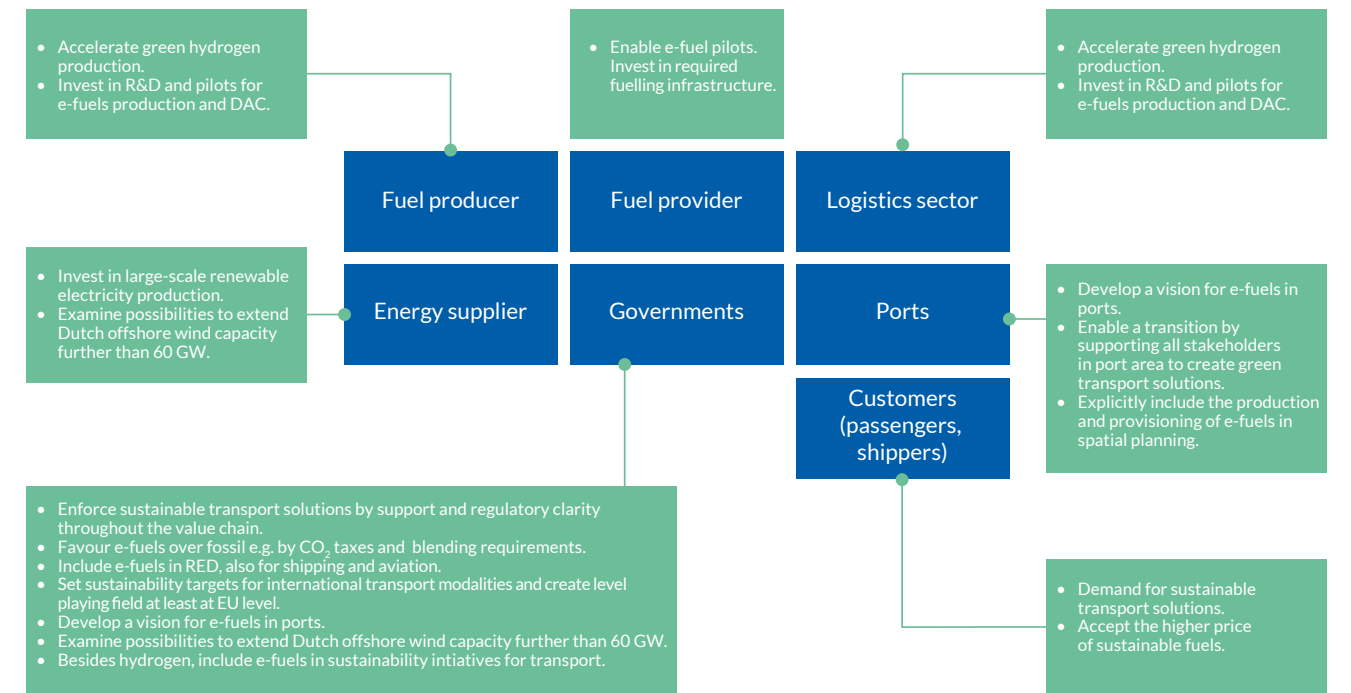 • Accelerate green hydrogen
production.
• Invest in R&D and pilots for
e-fuels production and DAC.
• Enable e-fuel pilots.
Invest in required
fuelling infrastructure.
• Accelerate green hydrogen
production.
• Invest in R&D and pilots for
e-fuels production and DAC.
Fuel producer
Fuel provider
Logistics sector
• Invest in large-scale renewable
electricity production.
• Examine possibilities to extend
Dutch offshore wind capacity
further than 60 GW.
Energy supplier
Governments
Ports
• Develop a vision for e-fuels in
ports.
• Enable a transition by
supporting all stakeholders
in port area to create green
transport solutions.
• Explicitly include the production
and provisioning of e-fuels in
spatial planning.
Customers
(passengers,
shippers)
• Enforce sustainable transport solutions by support and regulatory clarity
throughout the value chain.
• Favour e-fuels over fossil e.g. by CO₂ taxes and blending requirements.
• Include e-fuels in RED, also for shipping and aviation.
• Set sustainability targets for international transport modalities and create level
playing field at least at EU level.
• Develop a vision for e-fuels in ports.
• Examine possibilities to extend Dutch offshore wind capacity further than 60 GW.
• Besides hydrogen, include e-fuels in sustainability intiatives for transport.
• Demand for sustainable
transport solutions.
• Accept the higher price
of sustainable fuels.